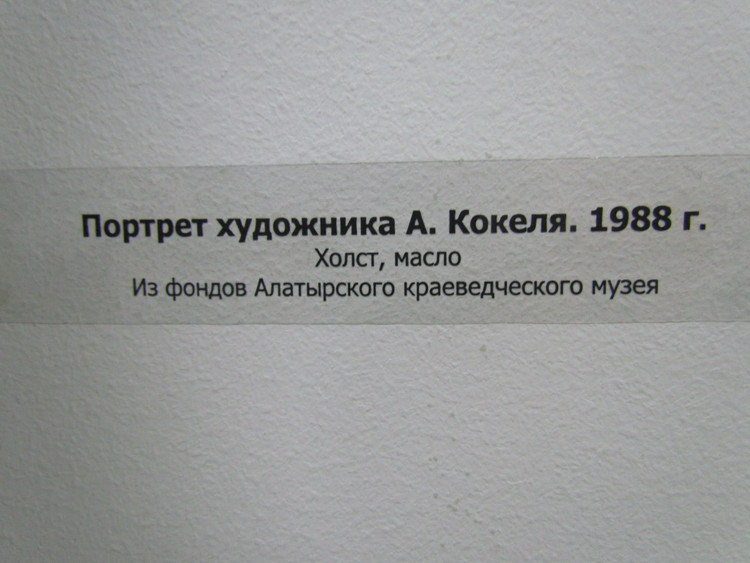 Портрет художника А. Кокеля. 1988 г.
Холст, масло
Из фондов Алатырского краеведческого музея